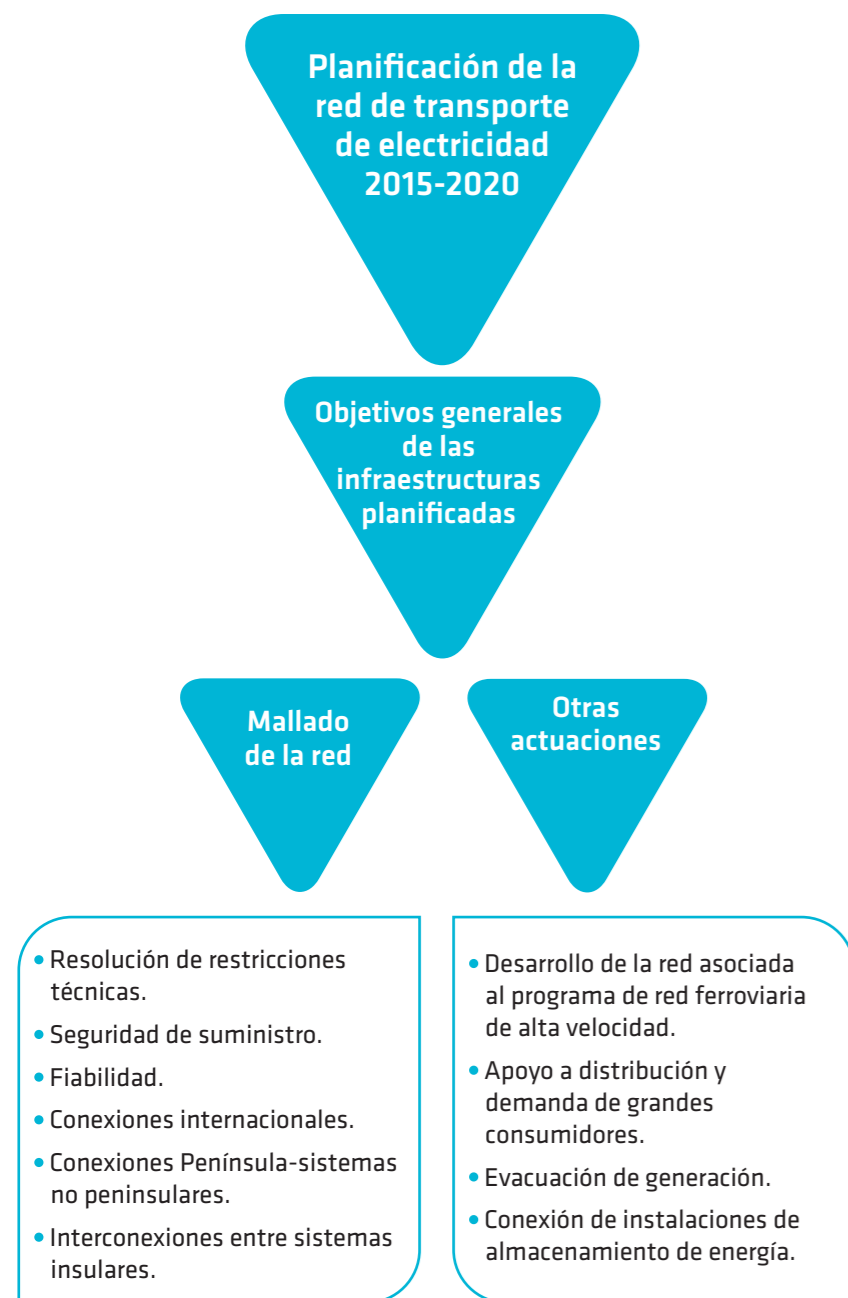 Planificación de la
red de transporte
de electricidad
2015-2020
Objetivos generales
de las
infraestructuras
planificadas
Mallado
de la red
Otras
actuaciones
• Resolución de restricciones
técnicas.
• Seguridad de suministro.
• Fiabilidad.
• Conexiones internacionales.
• Conexiones Península-sistemas
no peninsulares.
• Interconexiones entre sistemas
insulares.
• Desarrollo de la red asociada
al programa de red ferroviaria
de alta velocidad.
• Apoyo a distribución y
demanda de grandes
consumidores.
• Evacuación de generación.
• Conexión de instalaciones de
almacenamiento de energía.